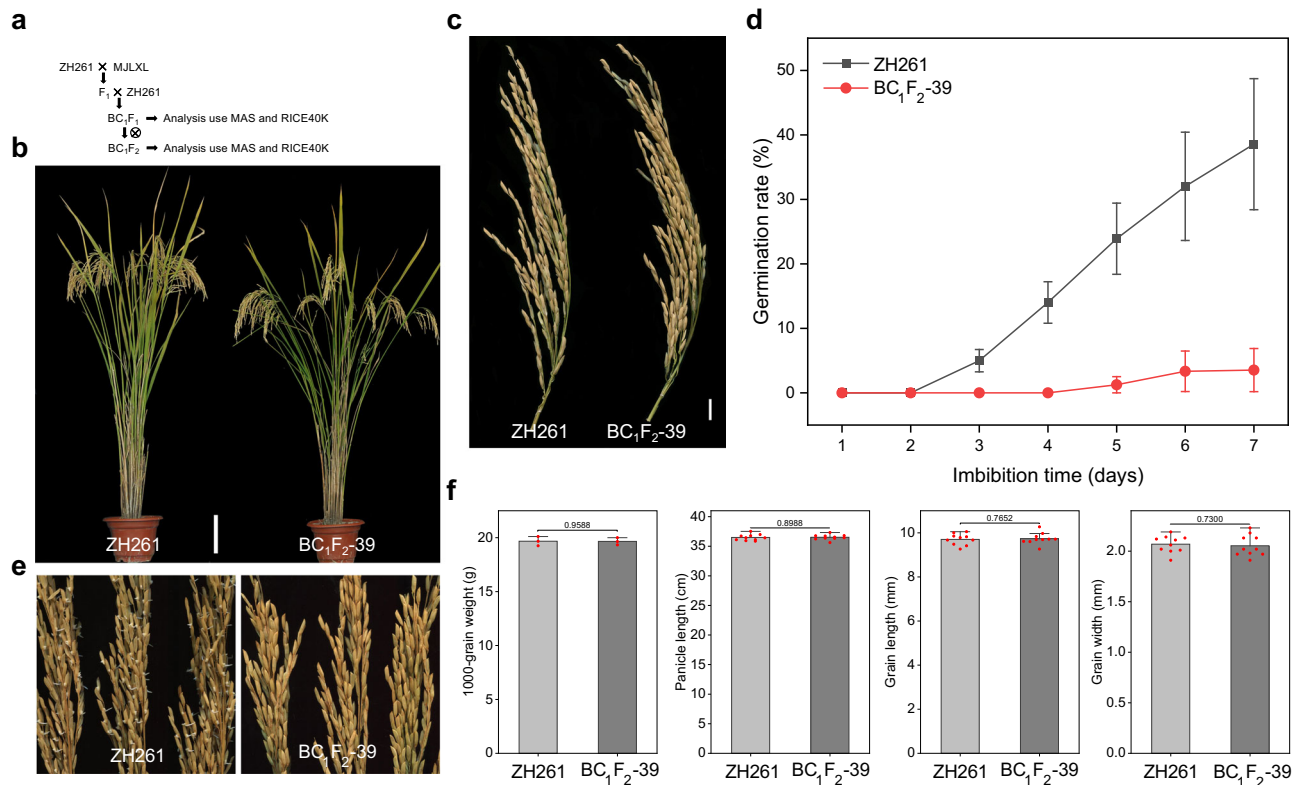 a
ZH261 × MJLXL
F₁ × ZH261
BC₁F₁ → Analysis use MAS and RICE40K
⊗
BC₁F₂ → Analysis use MAS and RICE40K
b
ZH261
BC₁F₂-39
c
ZH261
BC₁F₂-39
d
ZH261
BC₁F₂-39
Germination rate (%)
50
40
30
20
10
0
1 2 3 4 5 6 7
Imbibition time (days)
e
ZH261
BC₁F₂-39
f
1000-grain weight (g)
20
15
10
5
0
0.9588
ZH261 BC₁F₂-39
Panicle length (cm)
40
35
30
25
20
15
10
5
0
0.8988
ZH261 BC₁F₂-39
Grain length (mm)
10
8
6
4
2
0
0.7652
ZH261 BC₁F₂-39
Grain width (mm)
2.0
1.5
1.0
0.5
0.0
0.7300
ZH261 BC₁F₂-39